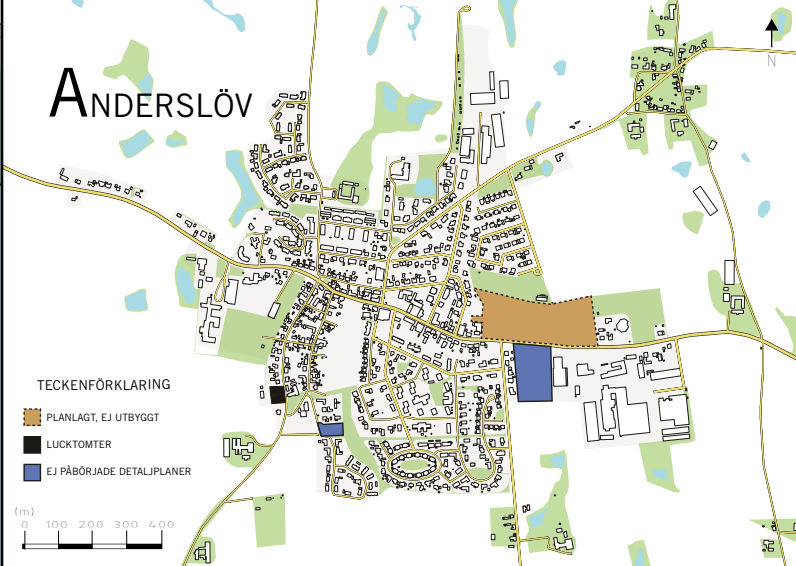 ANDERSLÖV
N
TECKENFÖRKLARING
PLANLAGT, EJ UTBYGGT
LUCKTOMTER
EJ PÅBÖRJADE DETALJPLANER
(m)
0 100 200 300 400